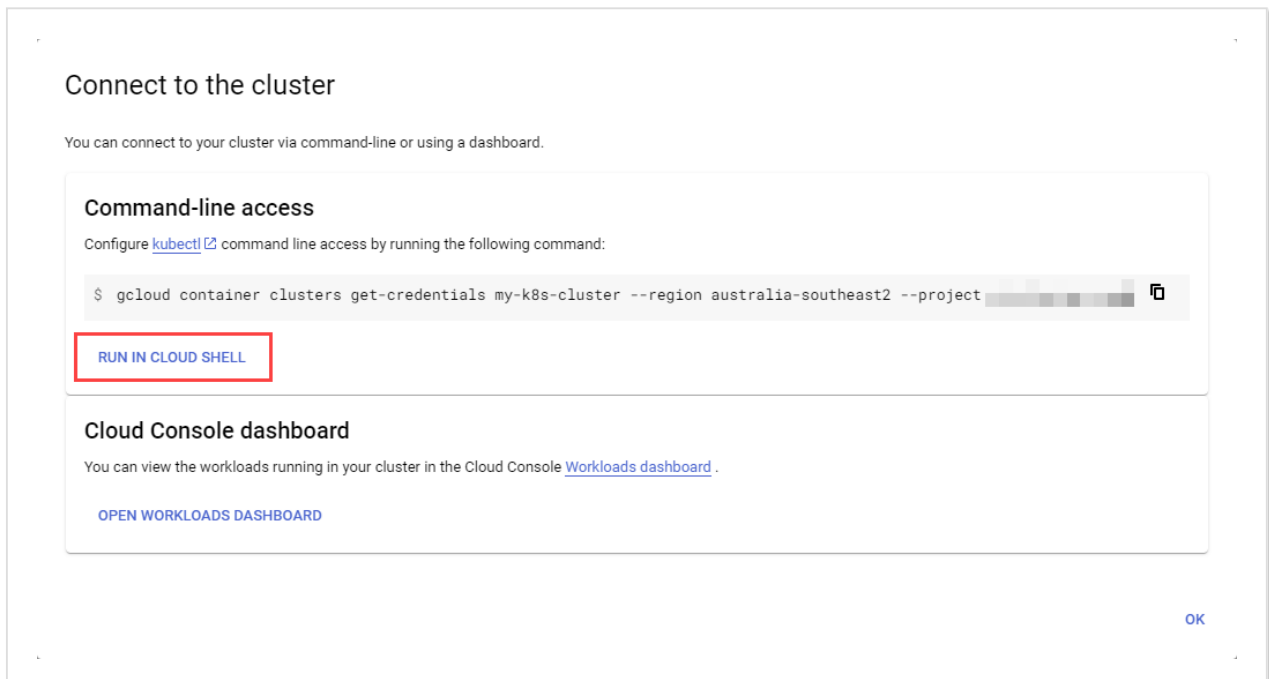 Connect to the cluster
You can connect to your cluster via command-line or using a dashboard.
Command-line access
Configure kubectl command line access by running the following command:
$ gcloud container clusters get-credentials my-k8s-cluster --region australia-southeast2 --project
RUN IN CLOUD SHELL
Cloud Console dashboard
You can view the workloads running in your cluster in the Cloud Console Workloads dashboard .
OPEN WORKLOADS DASHBOARD
OK